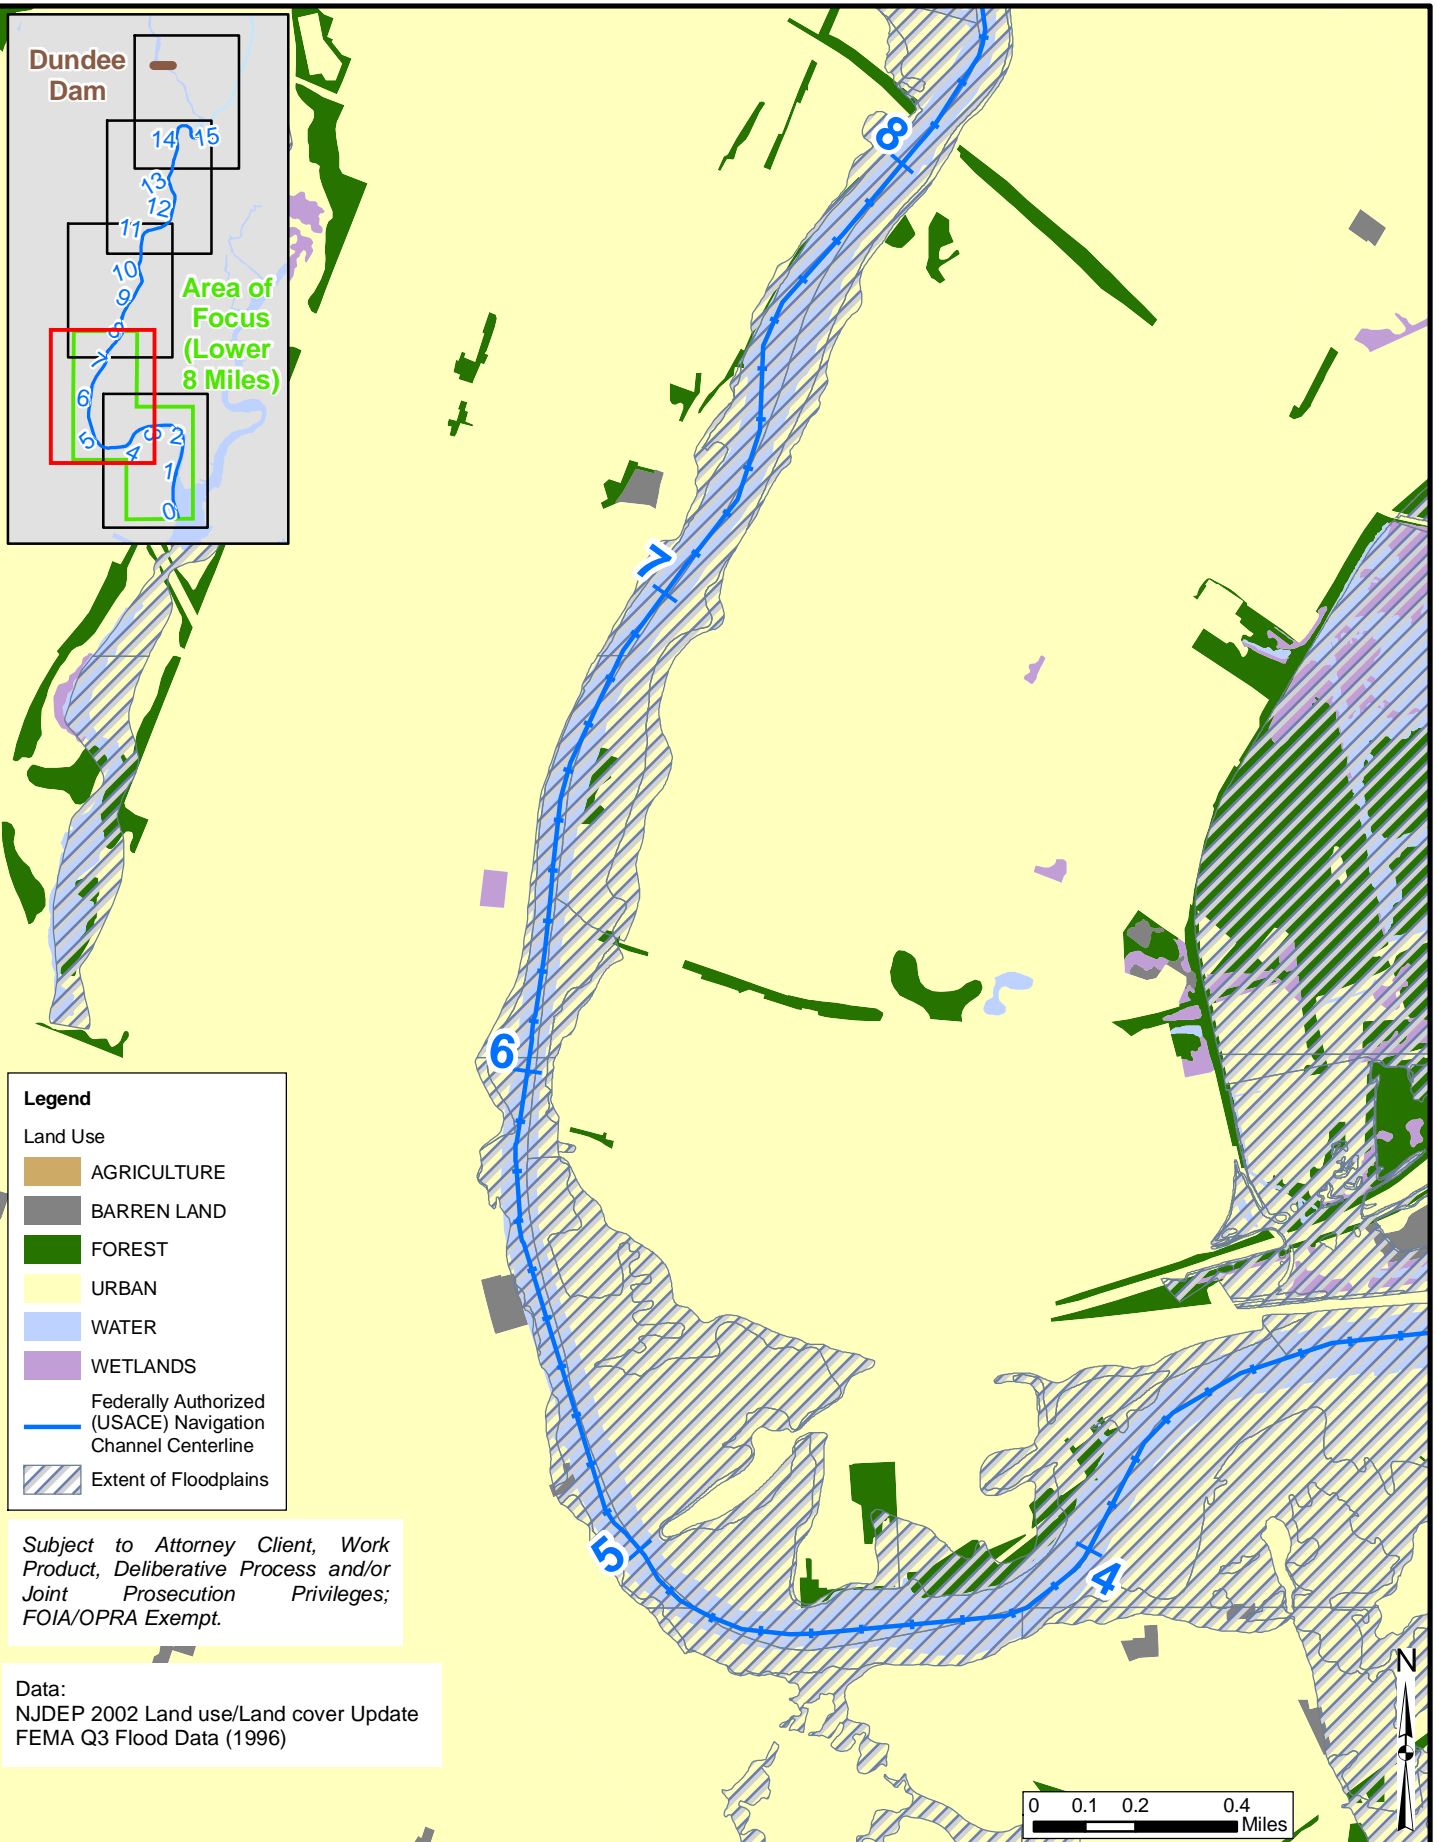 Dundee
Dam
14
15
13
12
11
10
9
8
7
6
5
4
3
2
1
0
Area of
Focus
(Lower
8 Miles)
8
7
6
5
4
Legend
Land Use
AGRICULTURE
BARREN LAND
FOREST
URBAN
WATER
WETLANDS
Federally Authorized
(USACE) Navigation
Channel Centerline
Extent of Floodplains
Subject to Attorney Client, Work
Product, Deliberative Process and/or
Joint Prosecution Privileges;
FOIA/OPRA Exempt.
Data:
NJDEP 2002 Land use/Land cover Update
FEMA Q3 Flood Data (1996)
N
0 0.1 0.2 0.4
Miles